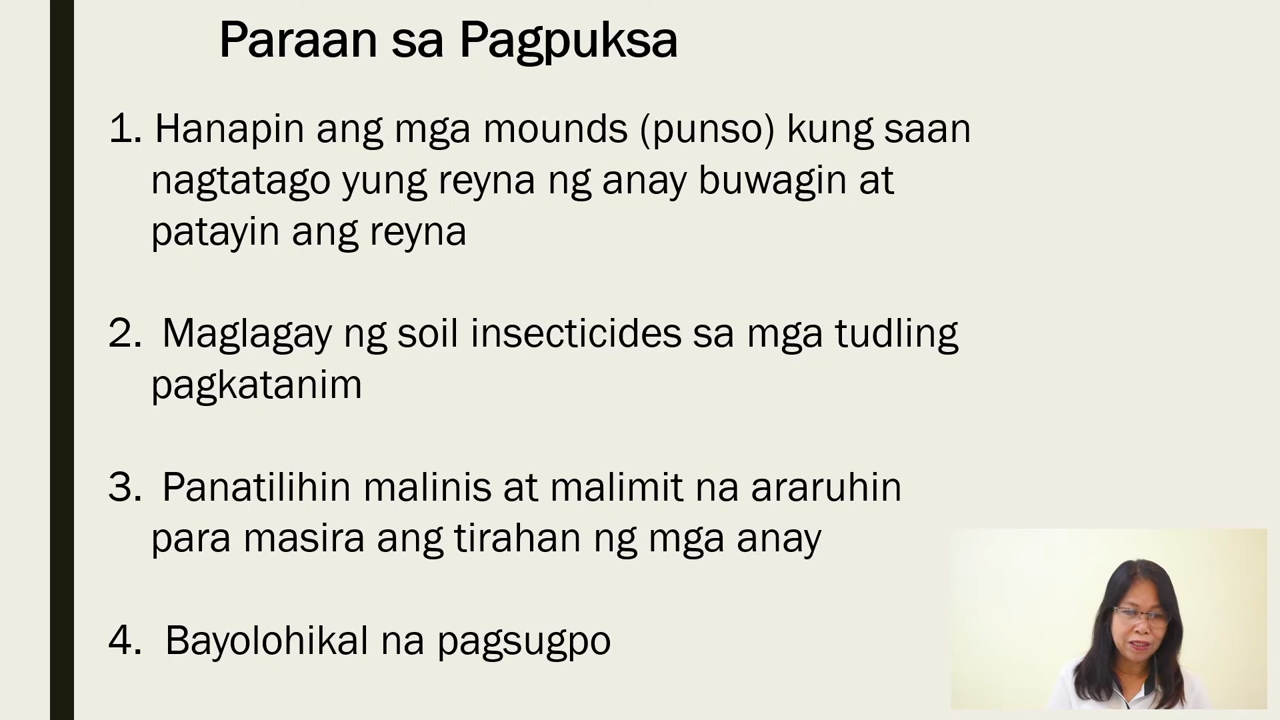 Paraan sa Pagpuksa
1. Hanapin ang mga mounds (punso) kung saan
nagtatago yung reyna ng anay buwagin at
patayin ang reyna
2. Maglagay ng soil insecticides sa mga tudling
pagkatanim
3. Panatilihin malinis at malimit na araruhin
para masira ang tirahan ng mga anay
4. Bayolohikal na pagsugpo